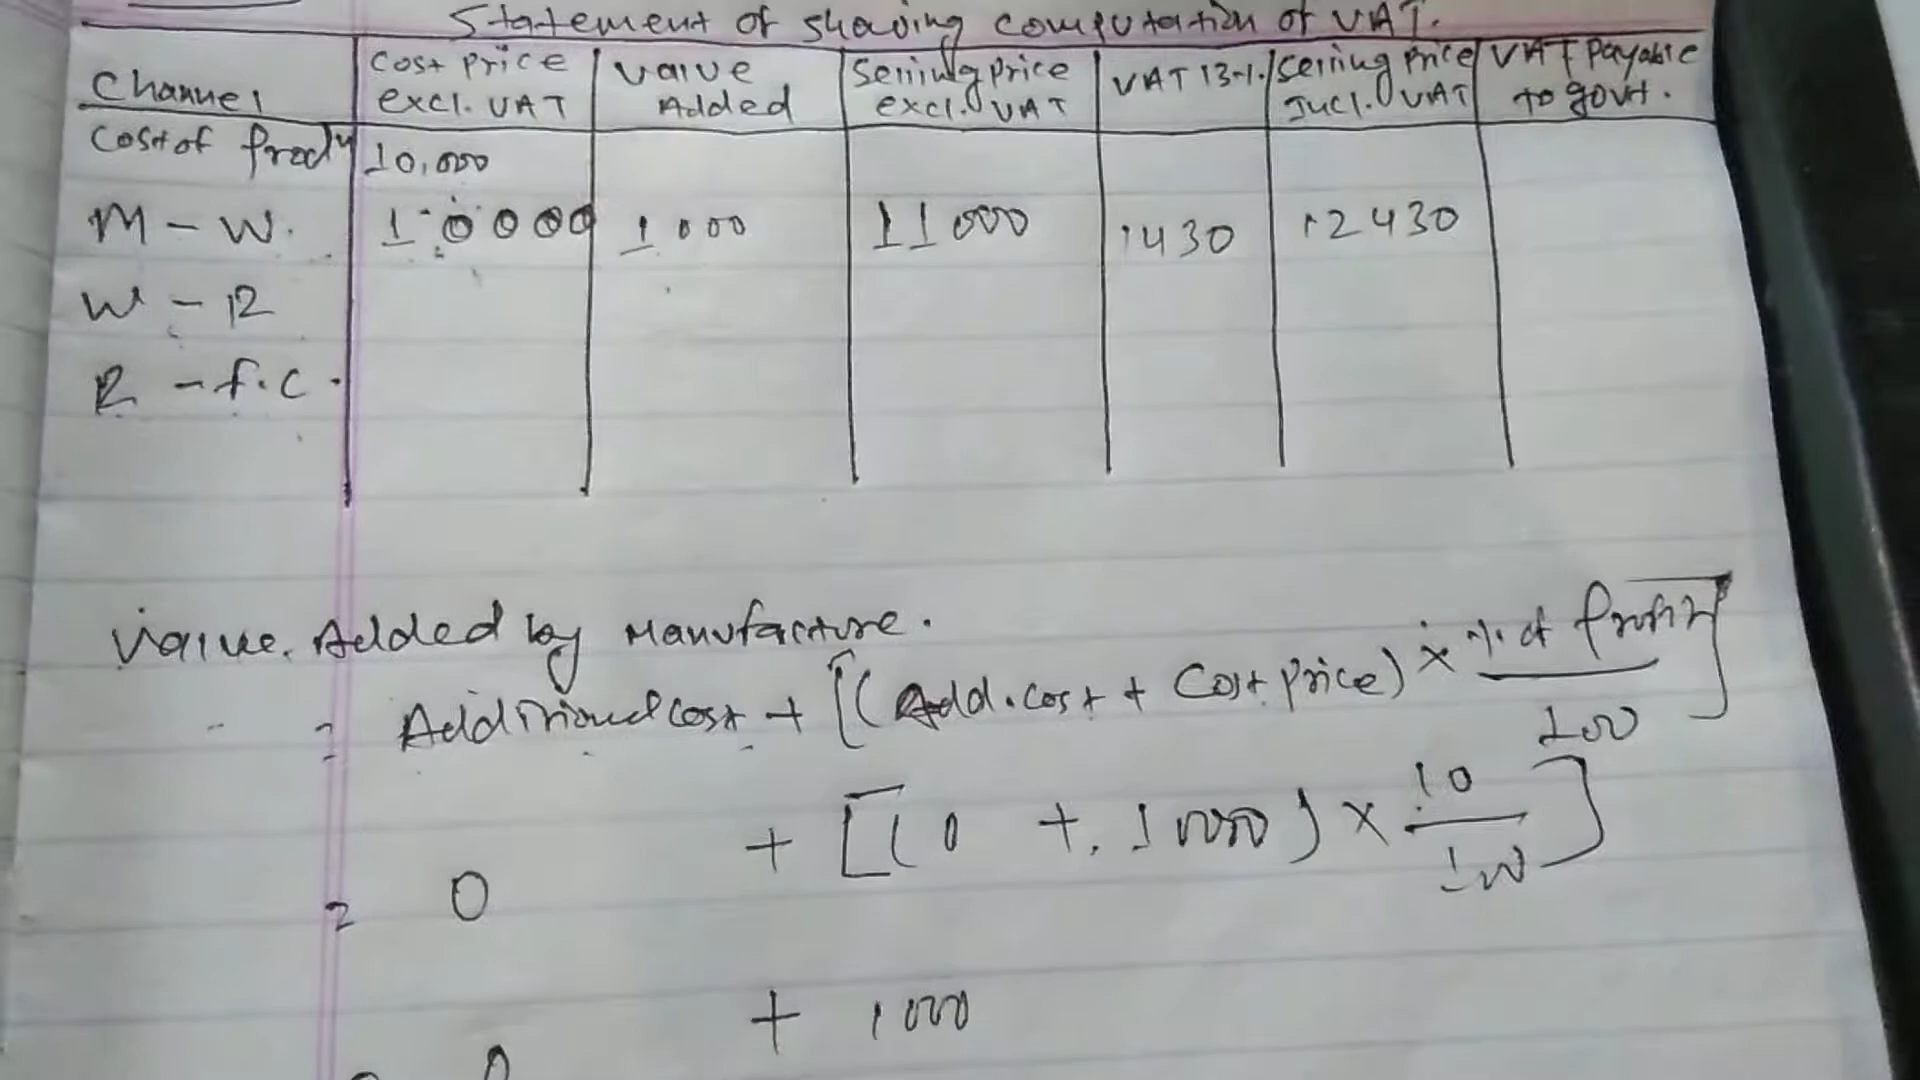 Statement of showing computation of VAT.
Channel | Cost price excl. VAT | Value Added | Selling price excl. VAT | VAT 13% | Selling Price Incl. VAT | VAT payable to govt.
Cost of Prodn | 10,000
M - W. | 10000 | 1000 | 11000 | 1430 | 12430
W - R
R - f.c.
Value Added by Manufacture.
= Additional cost + [(Add. cost + Cost price) × % of Profit / 100]
= 0 + [(0 + 10000) × 10 / 100]
+ 1000